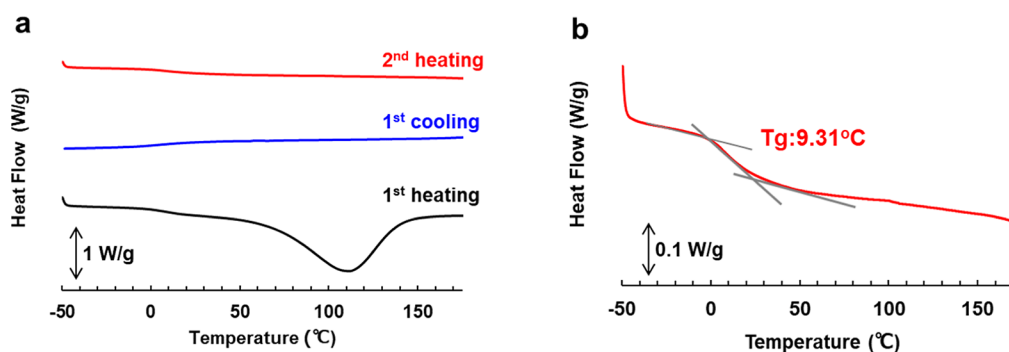 a
2nd heating
1st cooling
1st heating
1 W/g
Heat Flow (W/g)
-50 0 50 100 150
Temperature (℃)
b
Tg:9.31oC
0.1 W/g
Heat Flow (W/g)
-50 0 50 100 150
Temperature (℃)